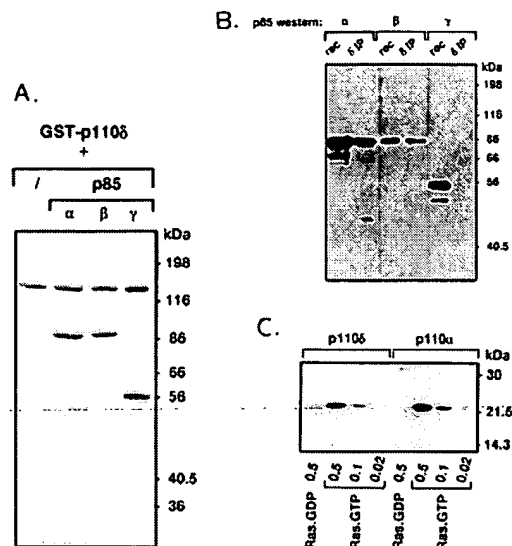 A.
GST-p110δ
+
/ p85
α β γ
kDa
198
116
86
66
56
40.5
36
B. p85 western: α β γ
rec δ IP rec δ IP rec δ IP
kDa
198
116
86
66
56
40.5
C.
p110δ p110α
kDa
30
21.5
14.3
0.5 0.5 0.1 0.02 0.5 0.5 0.1 0.02
Ras.GDP Ras.GTP Ras.GDP Ras.GTP